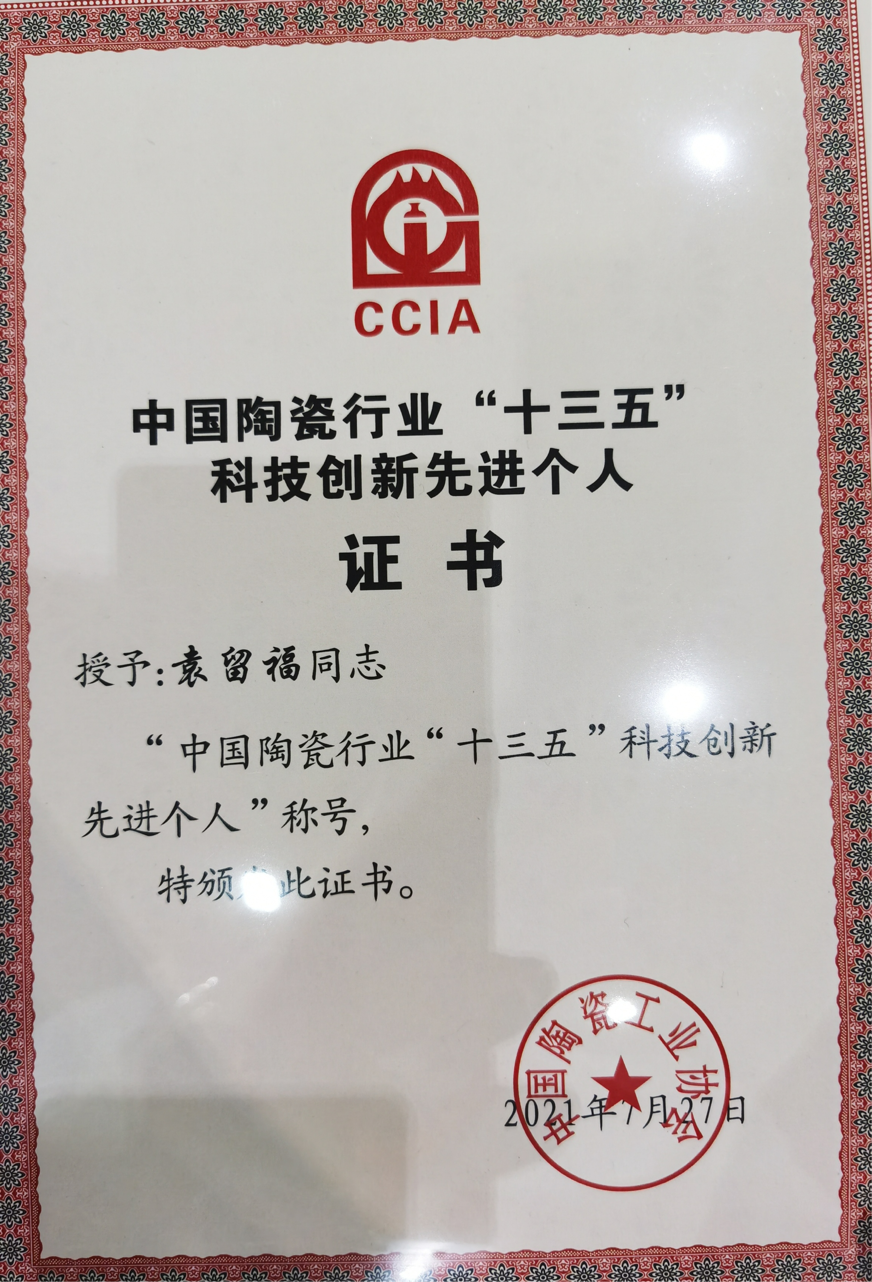 CCIA
中国陶瓷行业“十三五”
科技创新先进个人
证书
授予:袁留福同志
“中国陶瓷行业“十三五”科技创新
先进个人”称号，
特颁 此证书。
中国陶瓷工业协会
2021年7月27日